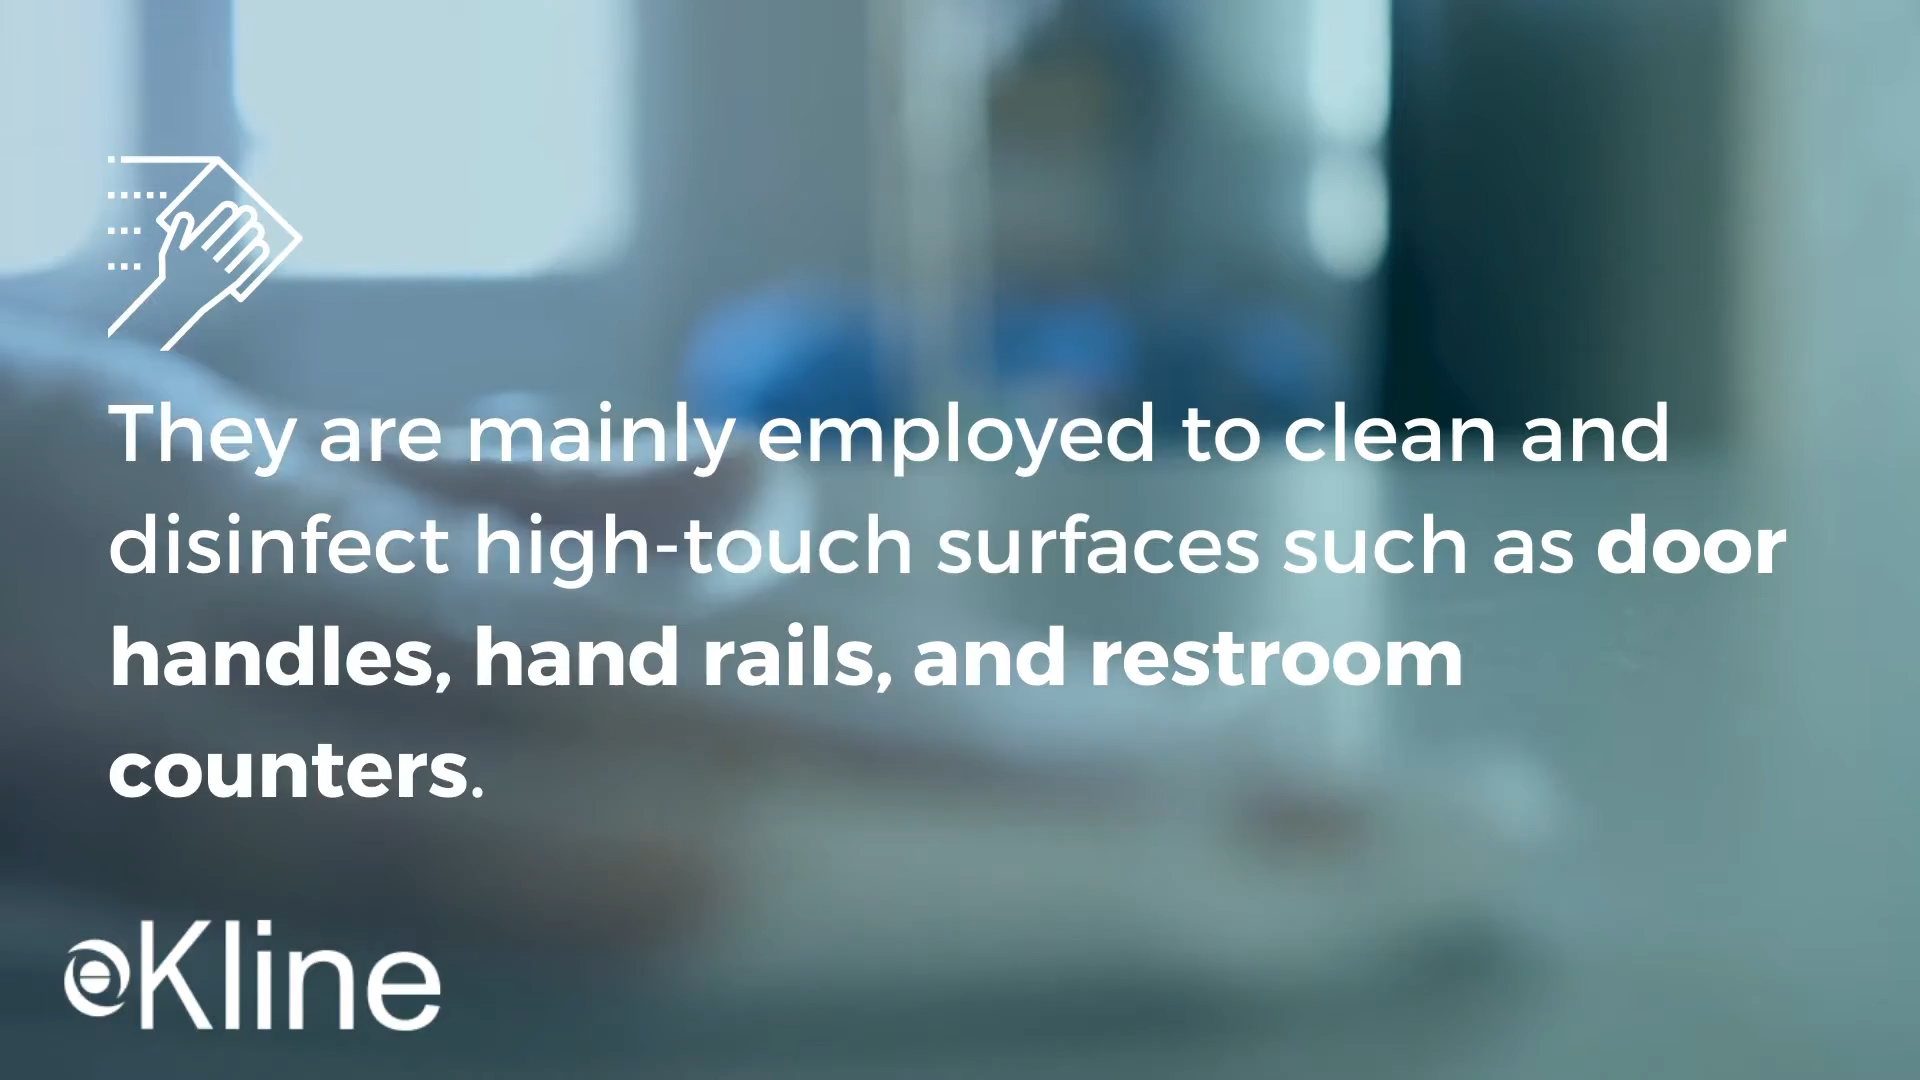 They are mainly employed to clean and
disinfect high-touch surfaces such as door
handles, hand rails, and restroom
counters.
eKline